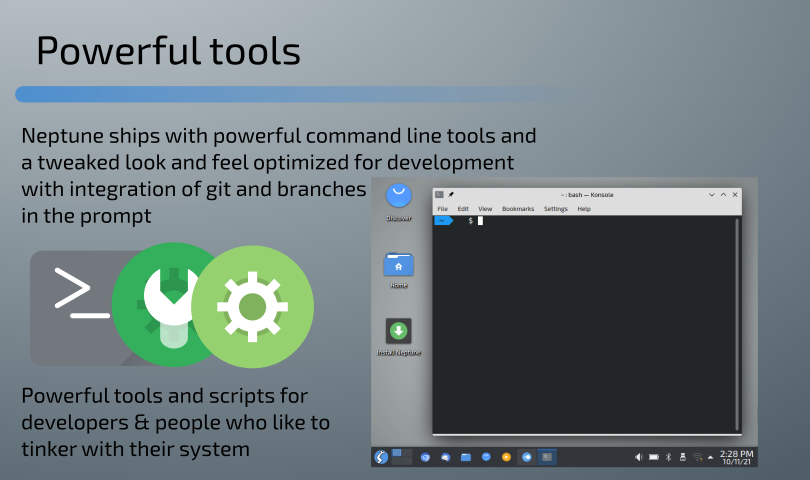 Powerful tools
Neptune ships with powerful command line tools and
a tweaked look and feel optimized for development
with integration of git and branches
in the prompt
Discover
Home
Install Neptune
~ : bash — Konsole
File Edit View Bookmarks Settings Help
~ $
Powerful tools and scripts for
developers & people who like to
tinker with their system
2:28 PM
10/11/21